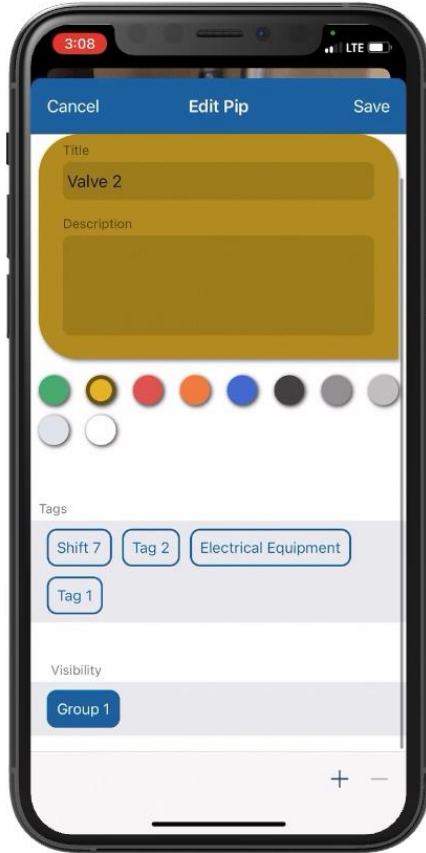 3:08 LTE
Cancel Edit Pip Save
Title
Valve 2
Description
Tags
Shift 7 Tag 2 Electrical Equipment
Tag 1
Visibility
Group 1
+ −